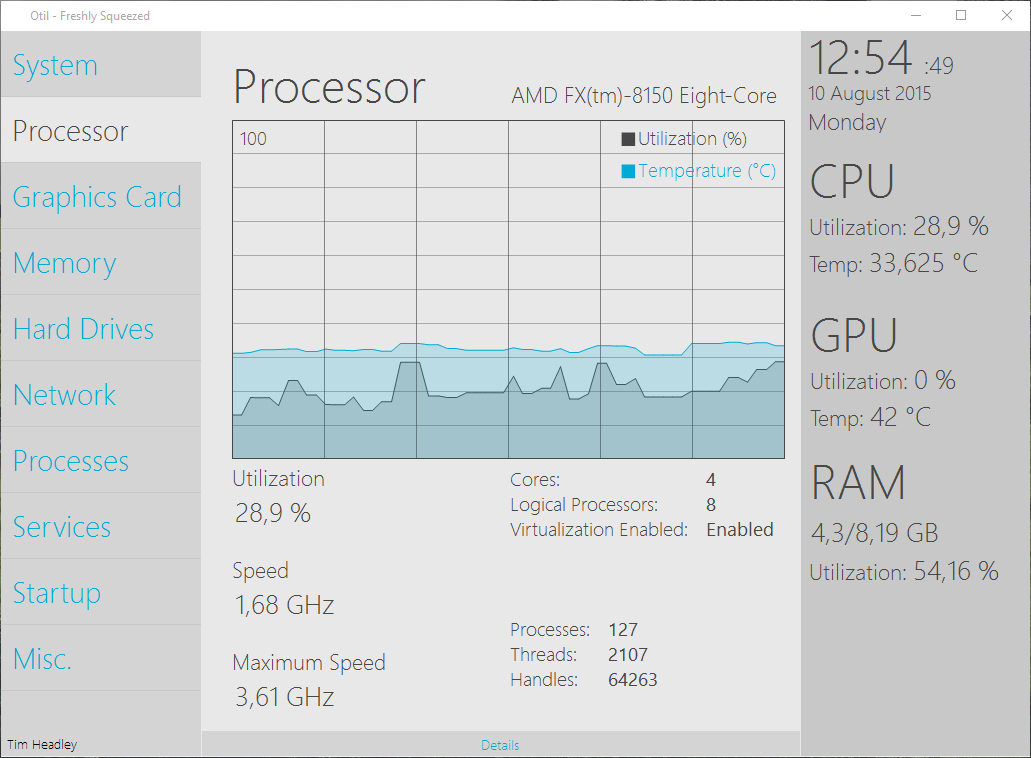 Otil - Freshly Squeezed
System
Processor
Graphics Card
Memory
Hard Drives
Network
Processes
Services
Startup
Misc.
Tim Headley
Processor
AMD FX(tm)-8150 Eight-Core
100
Utilization (%)
Temperature (°C)
Utilization
28,9 %
Speed
1,68 GHz
Maximum Speed
3,61 GHz
Cores: 4
Logical Processors: 8
Virtualization Enabled: Enabled
Processes: 127
Threads: 2107
Handles: 64263
Details
12:54 :49
10 August 2015
Monday
CPU
Utilization: 28,9 %
Temp: 33,625 °C
GPU
Utilization: 0 %
Temp: 42 °C
RAM
4,3/8,19 GB
Utilization: 54,16 %